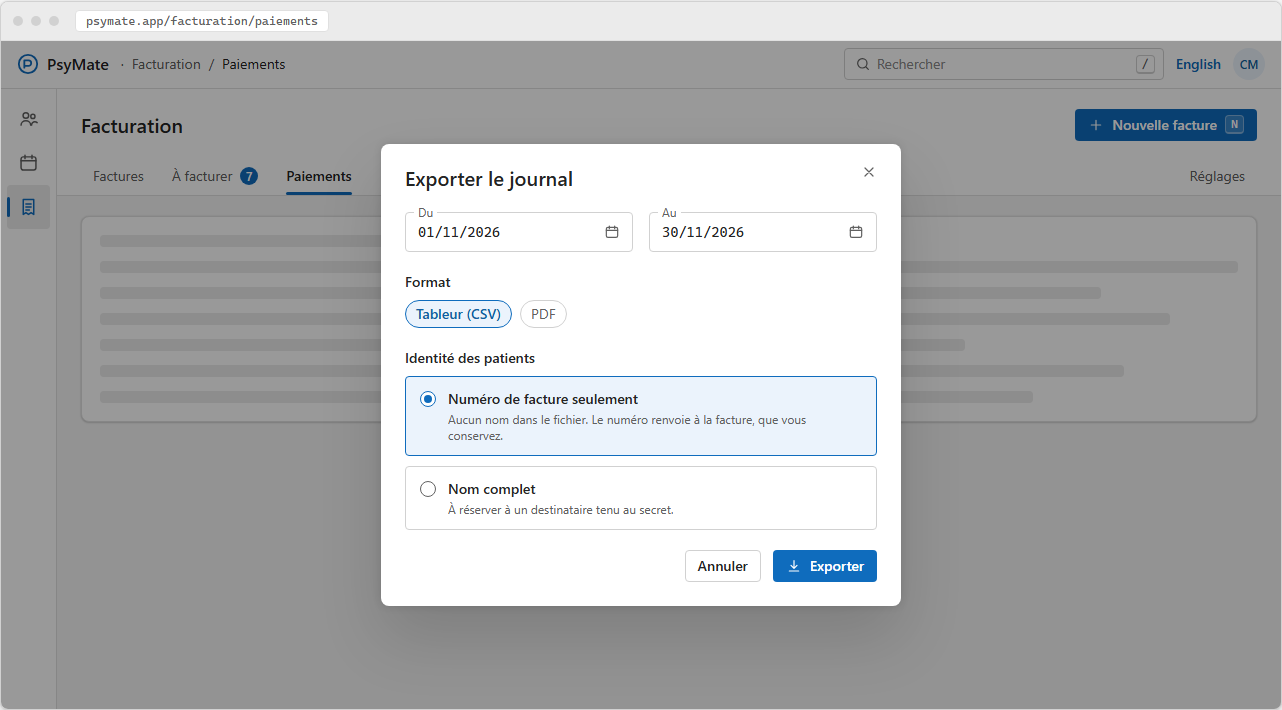 psymate.app/facturation/paiements
PsyMate · Facturation / Paiements
Rechercher /
English
CM
Facturation
+ Nouvelle facture N
Factures
À facturer 7
Paiements
Réglages
Exporter le journal
Du
01/11/2026
Au
30/11/2026
Format
Tableur (CSV)
PDF
Identité des patients
Numéro de facture seulement
Aucun nom dans le fichier. Le numéro renvoie à la facture, que vous
conservez.
Nom complet
À réserver à un destinataire tenu au secret.
Annuler
Exporter